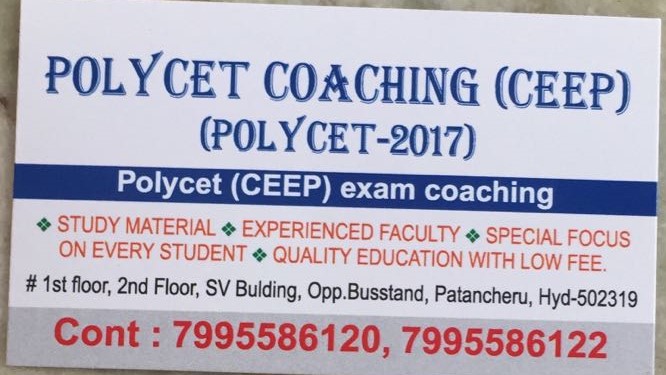 POLYCET COACHING (CEEP)
(POLYCET-2017)
Polycet (CEEP) exam coaching
❖ STUDY MATERIAL ❖ EXPERIENCED FACULTY ❖ SPECIAL FOCUS
ON EVERY STUDENT ❖ QUALITY EDUCATION WITH LOW FEE.
# 1st floor, 2nd Floor, SV Bulding, Opp.Busstand, Patancheru, Hyd-502319
Cont : 7995586120, 7995586122